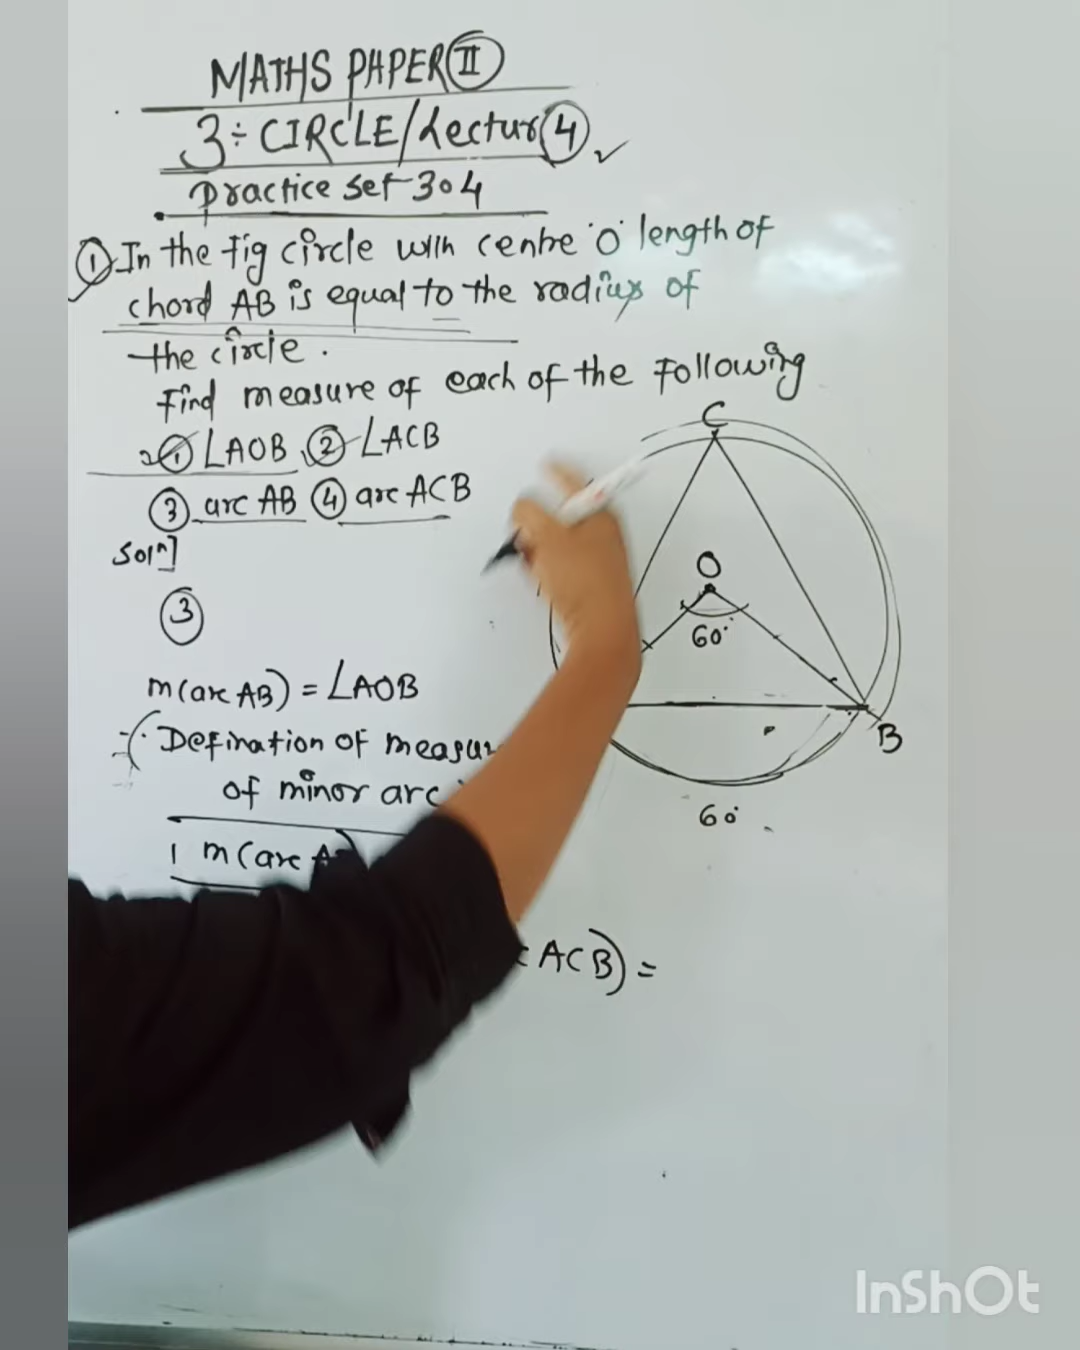 MATHS PAPER II
3÷ CIRCLE/Lectur 4
Practice set 3.4
① In the fig circle with centre 'O' length of
chord AB is equal to the radius of
the circle.
Find measure of each of the Following
① ∠AOB ② ∠ACB
③ arc AB ④ arc ACB
Solⁿ]
③
m(arc AB) = ∠AOB
(∵ Defination of measur
of minor arc
m(arc A
ACB) =
C
O
60°
B
60°
InShOt